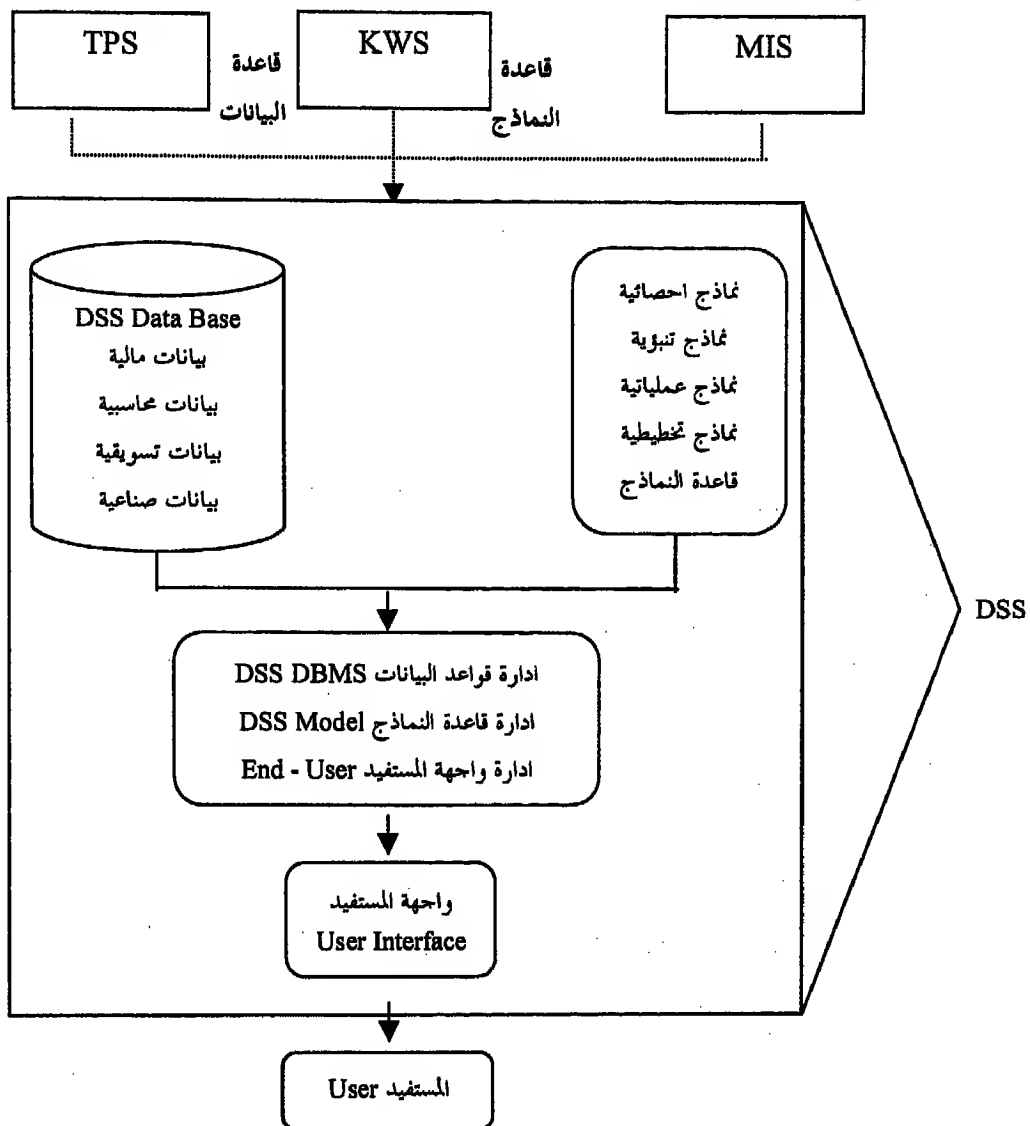 TPS
KWS
MIS
قاعدة
البيانات
قاعدة
النماذج
DSS Data Base
بيانات مالية
بيانات محاسبية
بيانات تسويقية
بيانات صناعية
نماذج احصائية
نماذج تنبؤية
نماذج عملياتية
نماذج تخطيطية
قاعدة النماذج
DSS
ادارة قواعد البيانات DSS DBMS
ادارة قاعدة النماذج DSS Model
ادارة واجهة المستفيد End - User
واجهة المستفيد
User Interface
المستفيد User